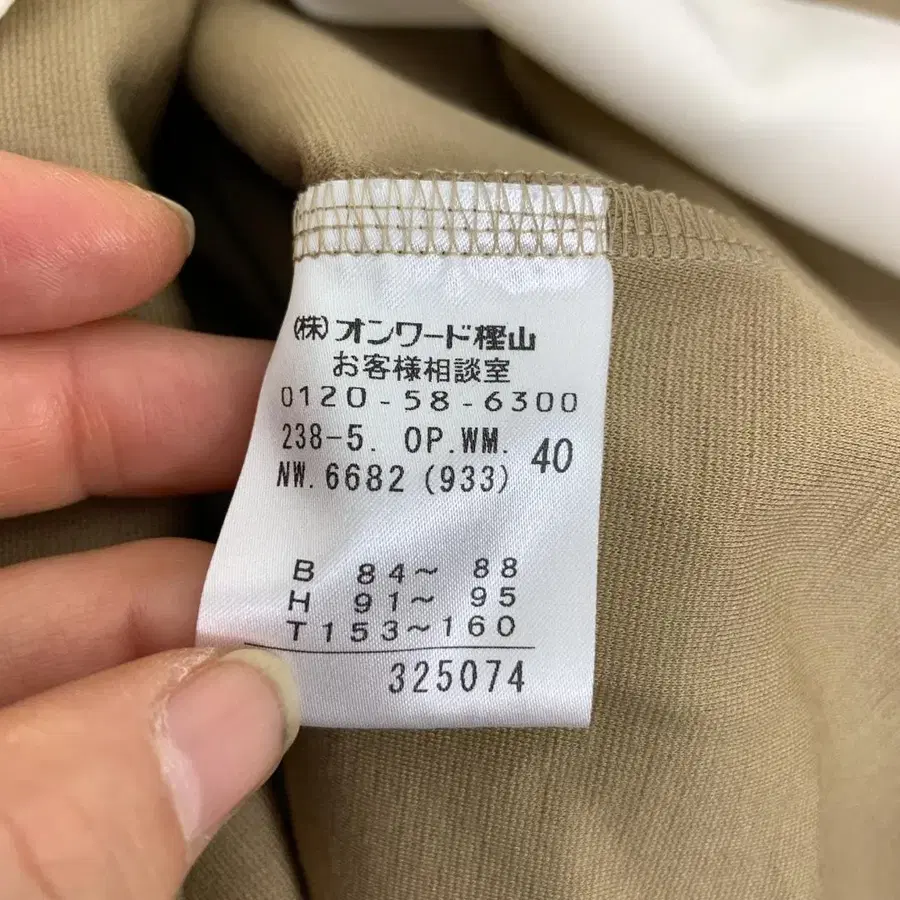 (株)オンワード樫山
お客様相談室
0120-58-6300
238-5. OP.WM. 40
NW.6682(933)
B 84~ 88
H 91~ 95
T153~160
325074